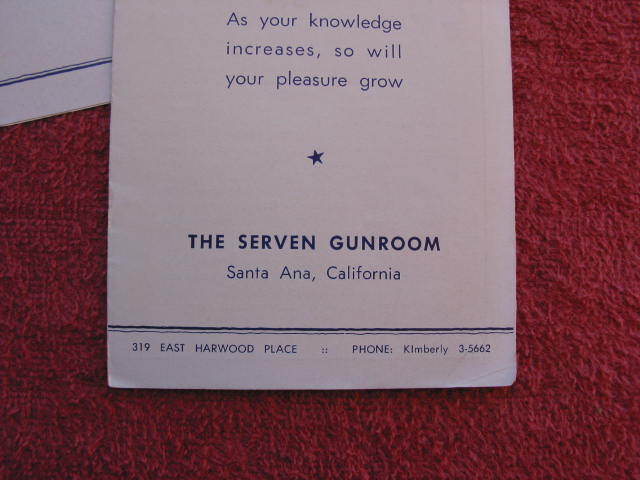 As your knowledge
increases, so will
your pleasure grow
THE SERVEN GUNROOM
Santa Ana, California
319 EAST HARWOOD PLACE :: PHONE: KImberly 3-5662